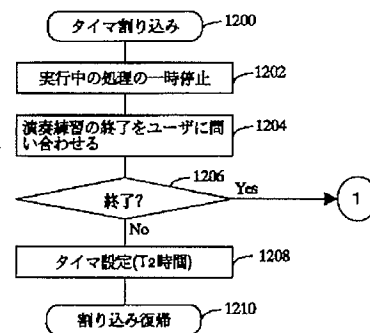 タイマ割り込み
1200
実行中の処理の一時停止
1202
演奏練習の終了をユーザに問
い合わせる
1204
終了?
1206
Yes
1
No
タイマ設定(T2時間)
1208
割り込み復帰
1210